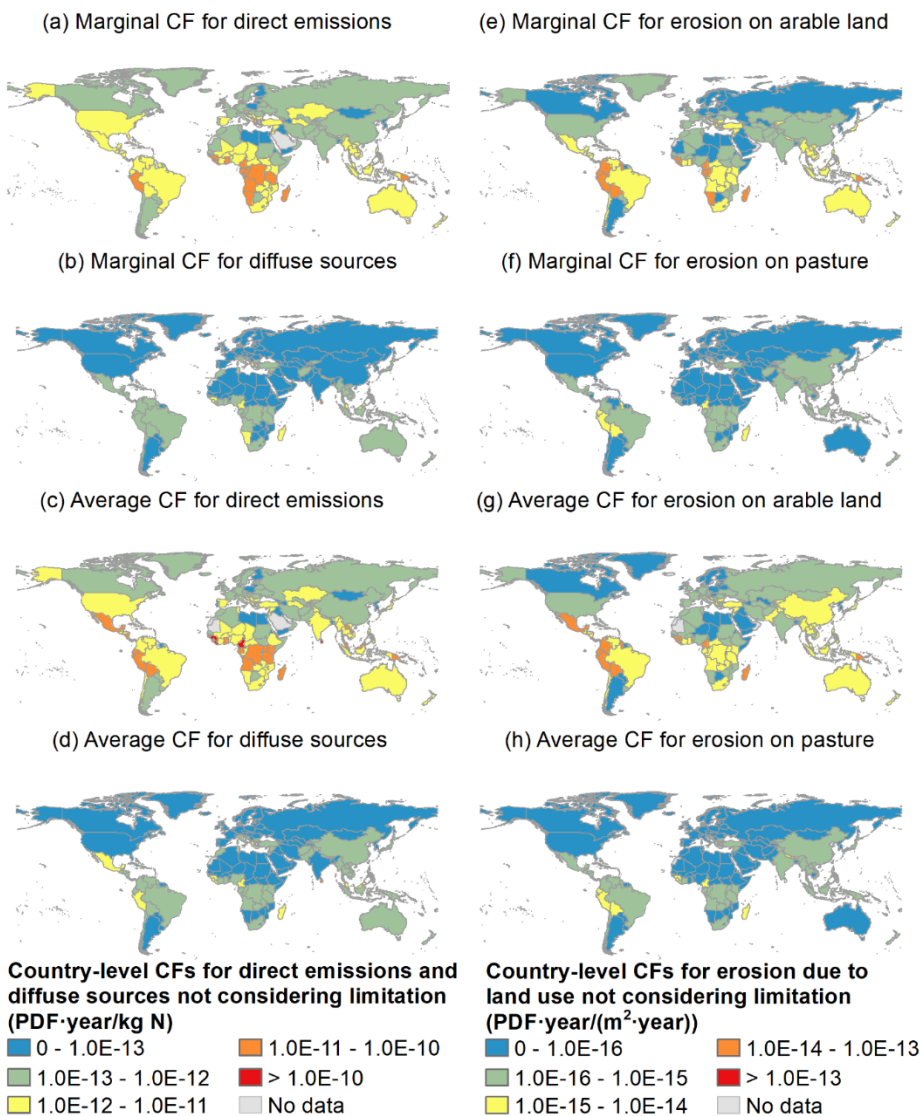 (a) Marginal CF for direct emissions
(e) Marginal CF for erosion on arable land
(b) Marginal CF for diffuse sources
(f) Marginal CF for erosion on pasture
(c) Average CF for direct emissions
(g) Average CF for erosion on arable land
(d) Average CF for diffuse sources
(h) Average CF for erosion on pasture
Country-level CFs for direct emissions and
diffuse sources not considering limitation
(PDF·year/kg N)
0 - 1.0E-13
1.0E-13 - 1.0E-12
1.0E-12 - 1.0E-11
1.0E-11 - 1.0E-10
> 1.0E-10
No data
Country-level CFs for erosion due to
land use not considering limitation
(PDF·year/(m²·year))
0 - 1.0E-16
1.0E-16 - 1.0E-15
1.0E-15 - 1.0E-14
1.0E-14 - 1.0E-13
> 1.0E-13
No data